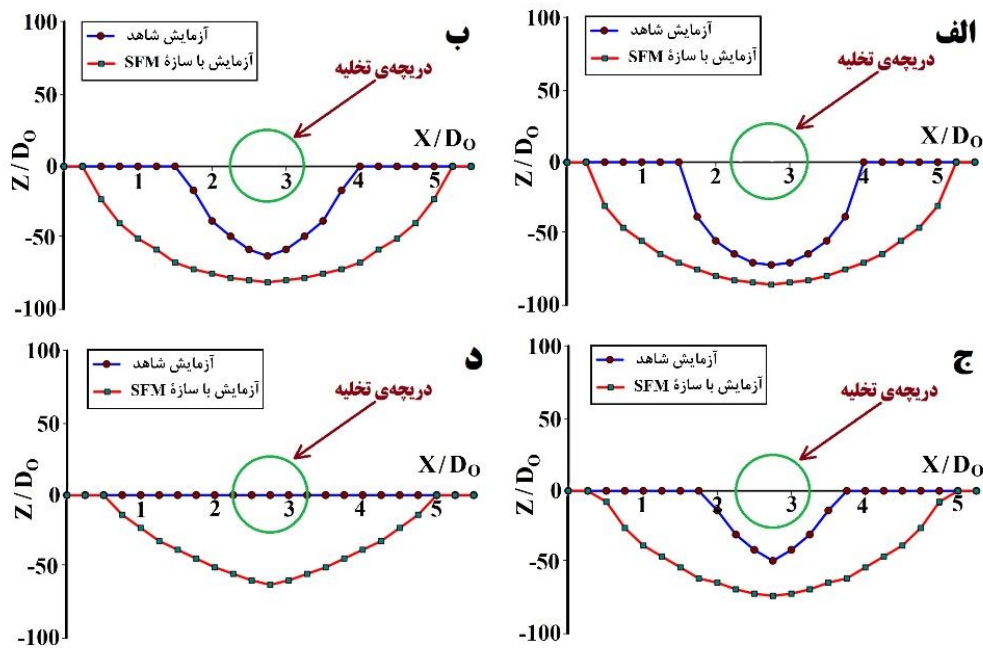 الف
آزمایش شاهد
آزمایش با سازهٔ SFM
دریچه‌ی تخلیه
100
50
0
-50
-100
Z/DO
X/DO
1
2
3
4
5
ب
آزمایش شاهد
آزمایش با سازهٔ SFM
دریچه‌ی تخلیه
100
50
0
-50
-100
Z/DO
X/DO
1
2
3
4
5
ج
آزمایش شاهد
آزمایش با سازهٔ SFM
دریچه‌ی تخلیه
100
50
0
-50
-100
Z/DO
X/DO
1
2
3
4
5
د
آزمایش شاهد
آزمایش با سازهٔ SFM
دریچه‌ی تخلیه
100
50
0
-50
-100
Z/DO
X/DO
1
2
3
4
5